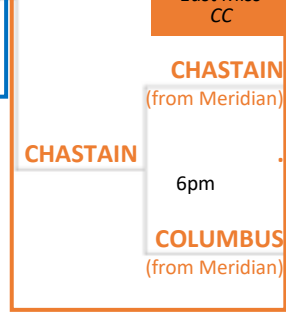 CC
CHASTAIN
(from Meridian)
CHASTAIN
.
6pm
COLUMBUS
(from Meridian)